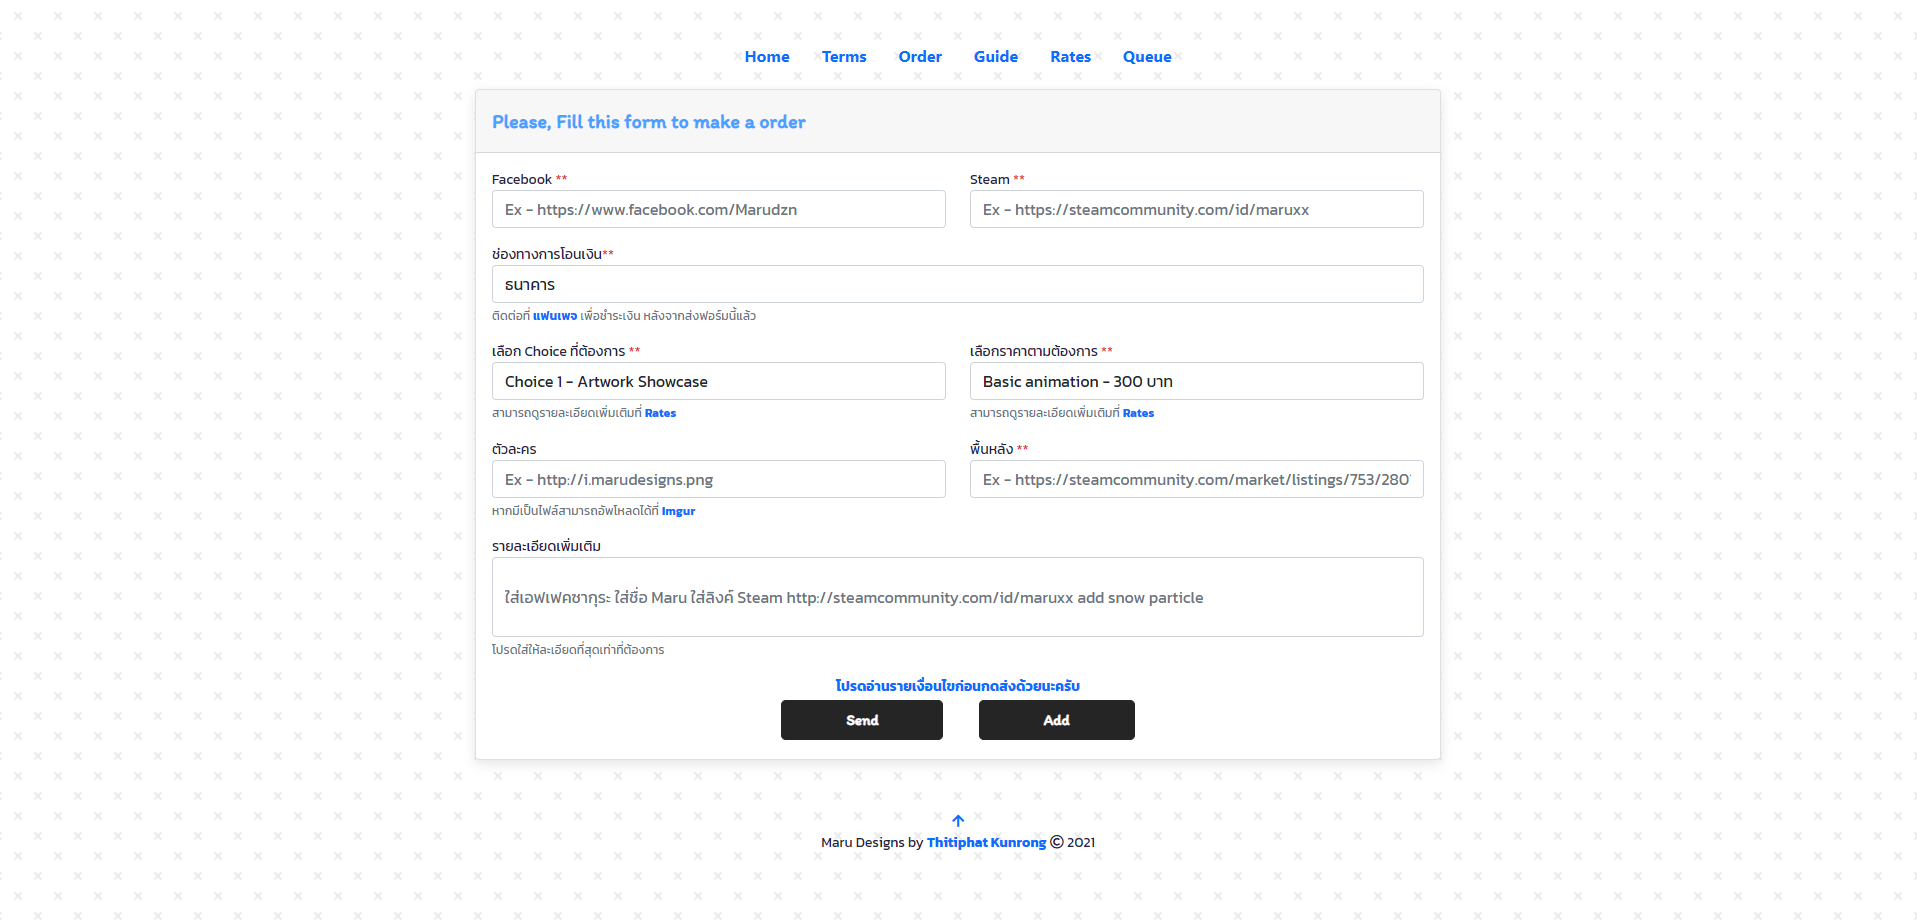 Home Terms Order Guide Rates Queue
Please, Fill this form to make a order
Facebook ** Steam **
Ex - https://www.facebook.com/Marudzn Ex - https://steamcommunity.com/id/maruxx
ช่องทางการโอนเงิน**
ธนาคาร
ติดต่อที่ แฟนเพจ เพื่อชำระเงิน หลังจากส่งฟอร์มนี้แล้ว
เลือก Choice ที่ต้องการ ** เลือกราคาตามต้องการ **
Choice 1 - Artwork Showcase Basic animation - 300 บาท
สามารถดูรายละเอียดเพิ่มเติมที่ Rates สามารถดูรายละเอียดเพิ่มเติมที่ Rates
ตัวละคร พื้นหลัง **
Ex - http://i.marudesigns.png Ex - https://steamcommunity.com/market/listings/753/280
หากมีเป็นไฟล์สามารถอัพโหลดได้ที่ Imgur
รายละเอียดเพิ่มเติม
ใส่เอฟเฟคซากุระ ใส่ชื่อ Maru ใส่ลิงค์ Steam http://steamcommunity.com/id/maruxx add snow particle
โปรดใส่ให้ละเอียดที่สุดเท่าที่ต้องการ
โปรดอ่านรายเงื่อนไขก่อนกดส่งด้วยนะครับ
Send Add
Maru Designs by Thitiphat Kunrong © 2021